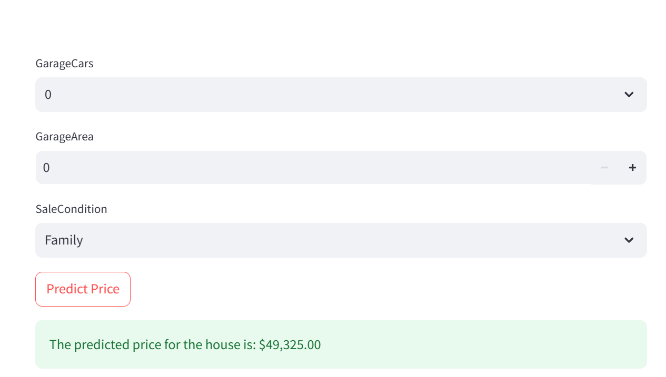 GarageCars
0
GarageArea
0
SaleCondition
Family
Predict Price
The predicted price for the house is: $49,325.00